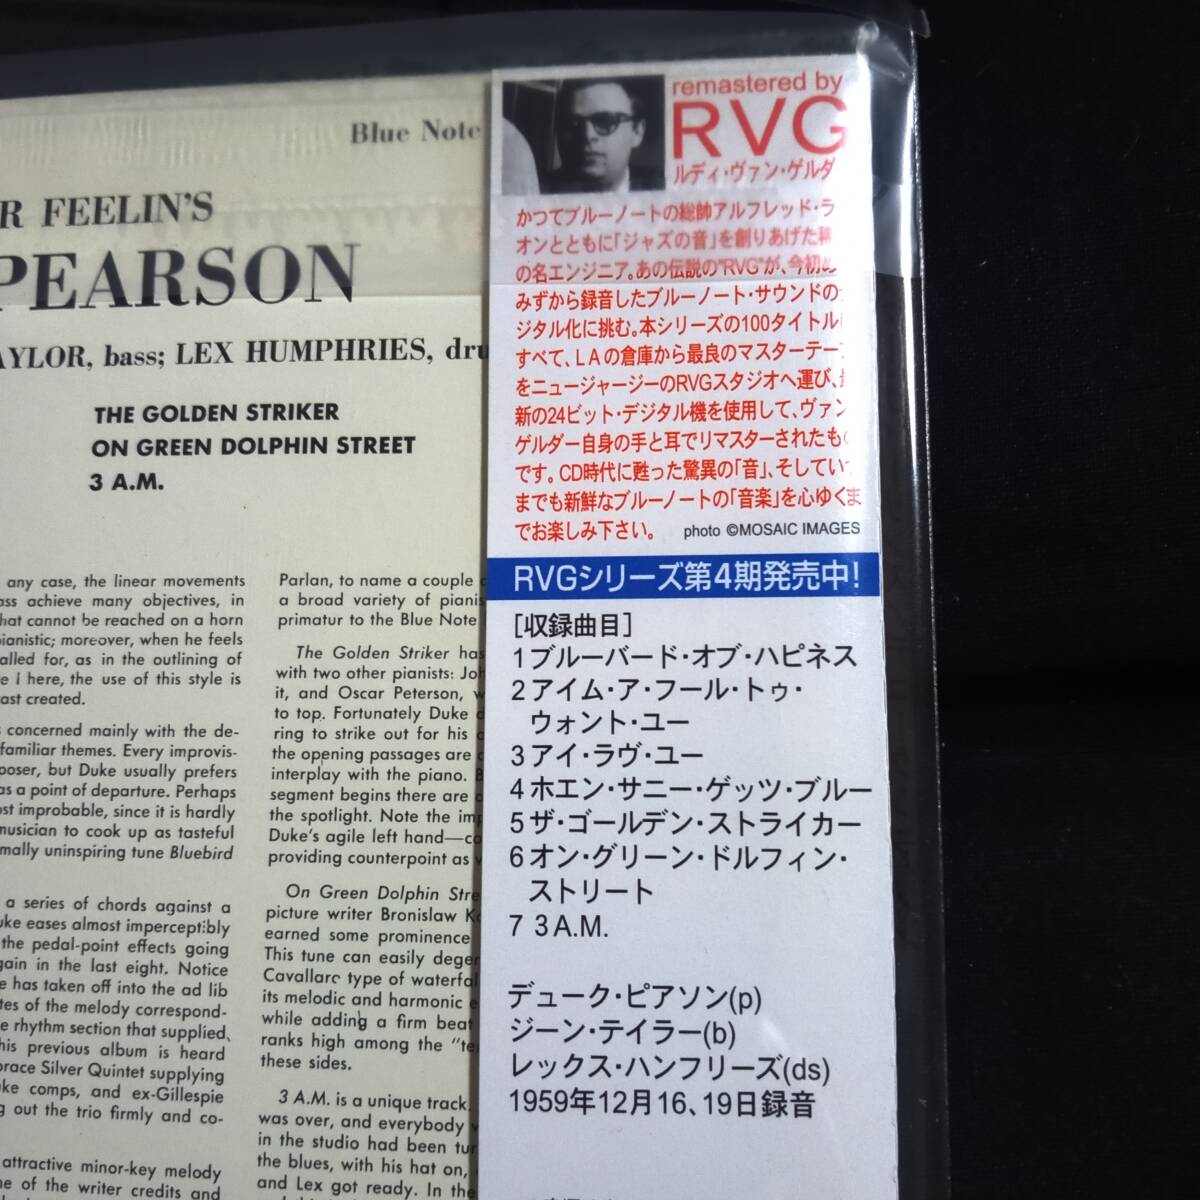 Blue Note
R FEELIN'S
PEARSON
AYLOR, bass; LEX HUMPHRIES, dru
THE GOLDEN STRIKER
ON GREEN DOLPHIN STREET
3 A.M.
any case, the linear movements
ass achieve many objectives, in
hat cannot be reached on a horn
ianistic; moreover, when he feels
alled for, as in the outlining of
e I here, the use of this style is
ast created.
concerned mainly with the de-
familiar themes. Every improvis-
poser, but Duke usually prefers
as a point of departure. Perhaps
ost improbable, since it is hardly
musician to cook up as tasteful
mally uninspiring tune Bluebird
a series of chords against a
uke eases almost imperceptibly
the pedal-point effects going
gain in the last eight. Notice
e has taken off into the ad lib
tes of the melody correspond-
e rhythm section that supplied,
his previous album is heard
orace Silver Quintet supplying
ke comps, and ex-Gillespie
g out the trio firmly and co-
attractive minor-key melody
ne of the writer credits and
Parlan, to name a couple
a broad variety of pianis
primatur to the Blue Note
The Golden Striker has
with two other pianists: Joh
it, and Oscar Peterson, w
to top. Fortunately Duke d
ring to strike out for his
the opening passages are
interplay with the piano. B
segment begins there are
the spotlight. Note the imp
Duke's agile left hand—co
providing counterpoint as
On Green Dolphin Stre
picture writer Bronislaw K
earned some prominence
This tune can easily degen
Cavallaro type of waterfal
its melodic and harmonic
while adding a firm beat
ranks high among the "te
these sides.
3 A.M. is a unique track.
was over, and everybody
in the studio had been tur
the blues, with his hat on,
and Lex got ready. In the
remastered by
RVG
ルディ・ヴァン・ゲルダ
かつてブルーノートの総帥アルフレッド・ラ
オンとともに「ジャズの音」を創りあげた
の名エンジニア。あの伝説の"RVG"が、今初め
みずから録音したブルーノート・サウンドの
ジタル化に挑む。本シリーズの100タイトル
すべて、LAの倉庫から最良のマスターテー
をニュージャージーのRVGスタジオへ運び、
新の24ビット・デジタル機を使用して、ヴァン
ゲルダー自身の手と耳でリマスターされたもの
です。CD時代に甦った驚異の「音」、そしてい
までも新鮮なブルーノートの「音楽」を心ゆくま
でお楽しみ下さい。 photo ©MOSAIC IMAGES
RVGシリーズ第4期発売中!
[収録曲目]
1 ブルーバード・オブ・ハピネス
2 アイム・ア・フール・トゥ・
ウォント・ユー
3 アイ・ラヴ・ユー
4 ホエン・サニー・ゲッツ・ブルー
5 ザ・ゴールデン・ストライカー
6 オン・グリーン・ドルフィン・
ストリート
7 3 A.M.
デューク・ピアソン(p)
ジーン・テイラー(b)
レックス・ハンフリーズ(ds)
1959年12月16、19日録音